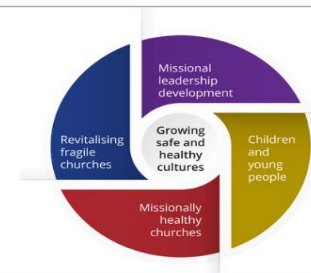 Missional
leadership
development
Growing
safe and
healthy
cultures
Revitalising
fragile
churches
Children
and
young
people
Missionally
healthy
churches